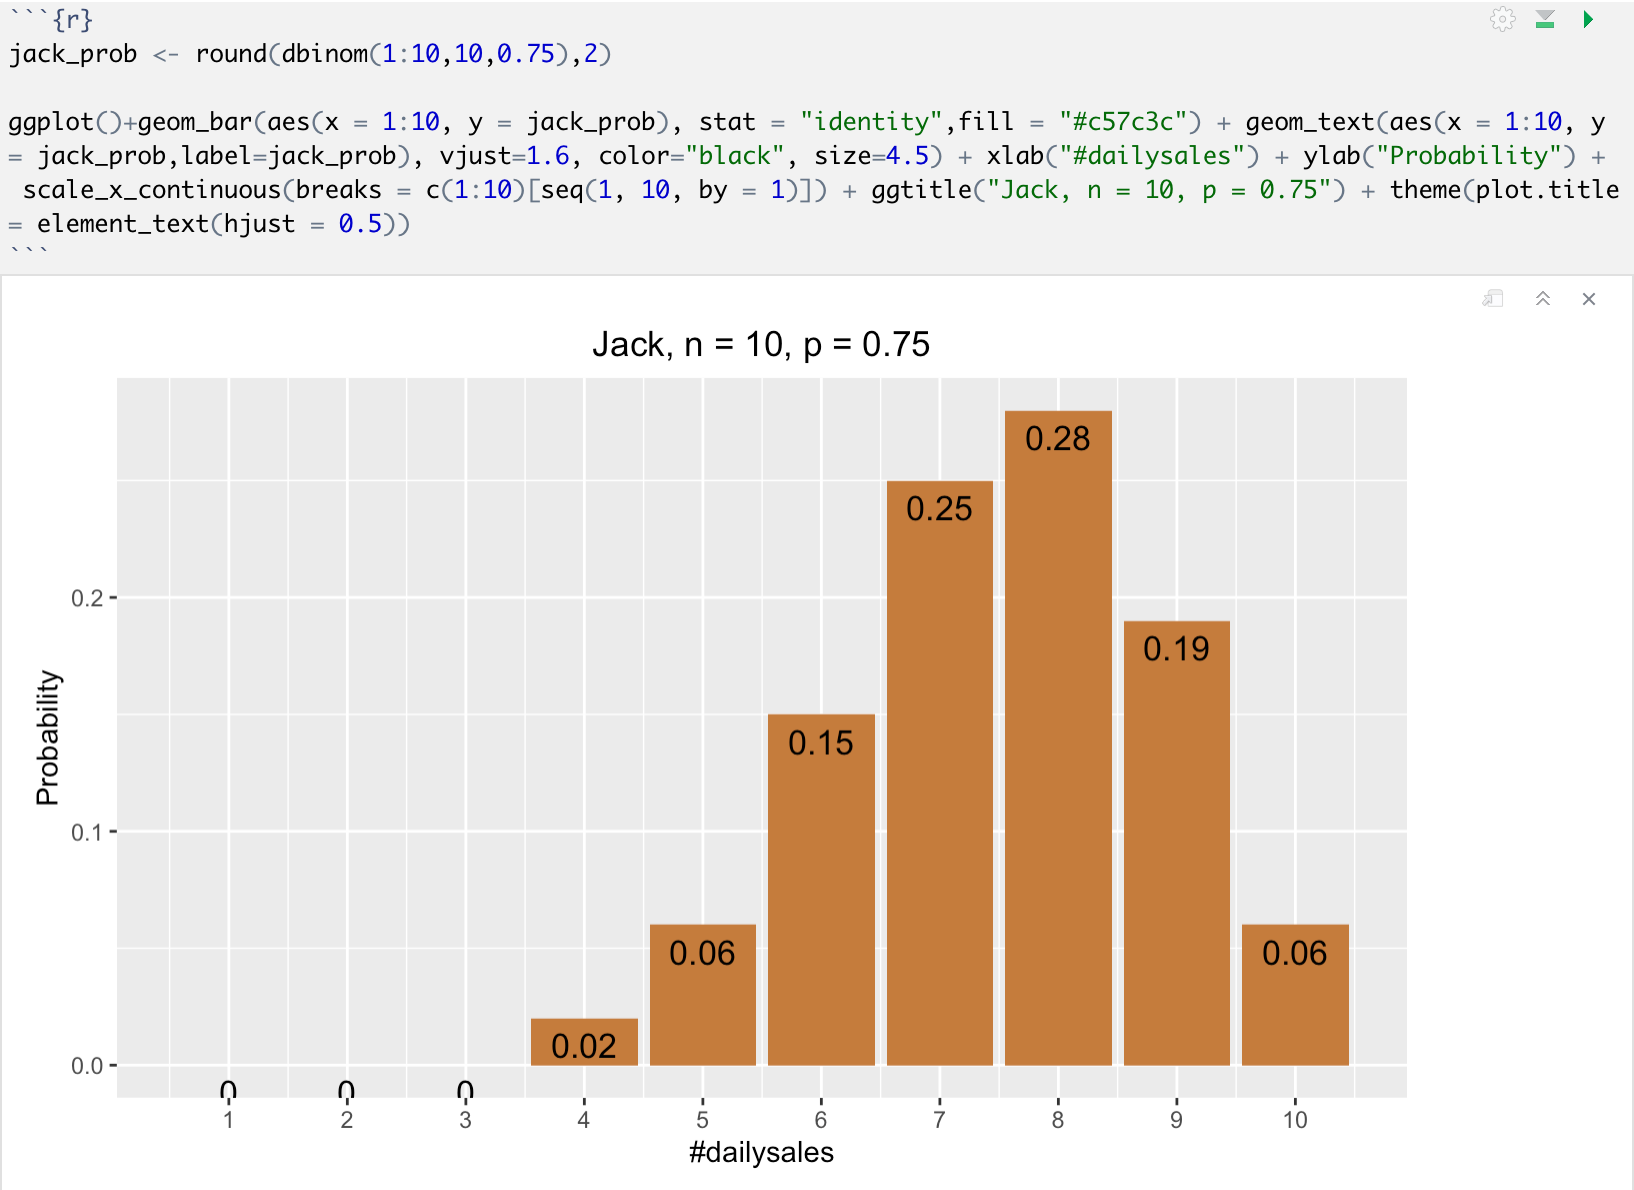 ```{r}
jack_prob <- round(dbinom(1:10,10,0.75),2)
ggplot()+geom_bar(aes(x = 1:10, y = jack_prob), stat = "identity",fill = "#c57c3c") + geom_text(aes(x = 1:10, y
= jack_prob,label=jack_prob), vjust=1.6, color="black", size=4.5) + xlab("#dailysales") + ylab("Probability") +
scale_x_continuous(breaks = c(1:10)[seq(1, 10, by = 1)]) + ggtitle("Jack, n = 10, p = 0.75") + theme(plot.title
= element_text(hjust = 0.5))
```
Jack, n = 10, p = 0.75
0.28
0.25
0.2
0.19
0.15
Probability
0.1
0.06
0.06
0.02
0.0
0 0 0
1 2 3 4 5 6 7 8 9 10
#dailysales